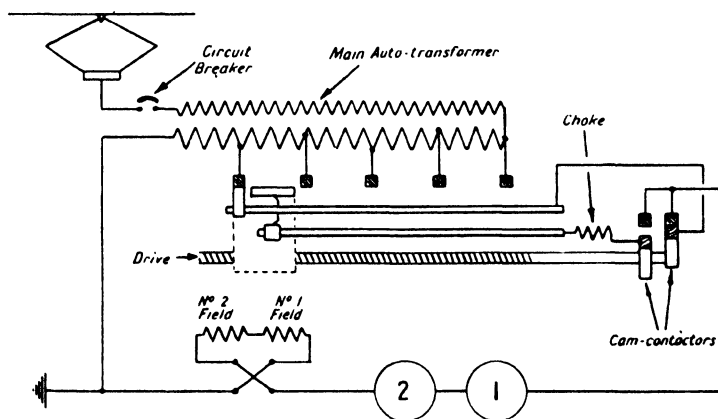 Circuit
Breaker
Main Auto-transformer
Choke
Drive
Nº 2
Field
Nº 1
Field
Cam-contactors
2
1